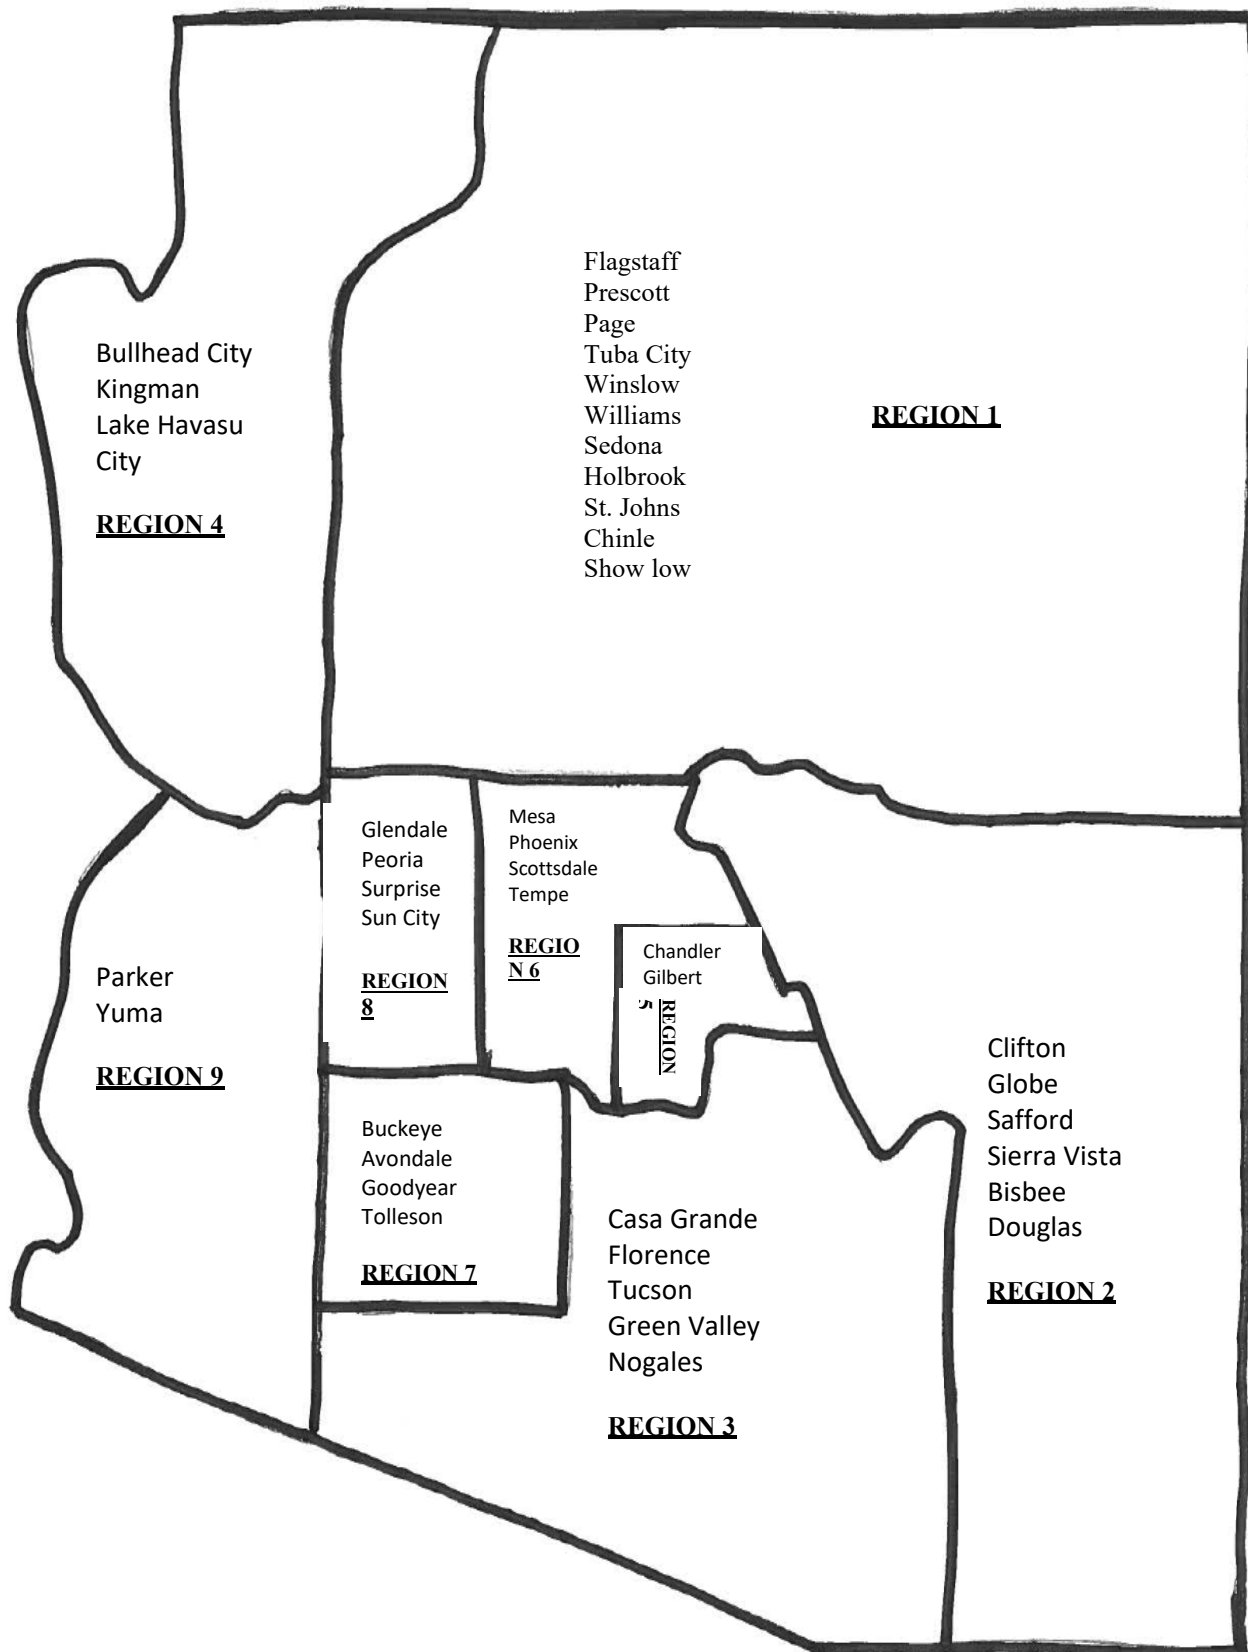 Flagstaff
Prescott
Page
Tuba City
Winslow
Williams
Sedona
Holbrook
St. Johns
Chinle
Show low
REGION 1
Bullhead City
Kingman
Lake Havasu
City
REGION 4
Glendale
Peoria
Surprise
Sun City
REGION
8
Mesa
Phoenix
Scottsdale
Tempe
REGIO
N 6
Chandler
Gilbert
REGION
5
Parker
Yuma
REGION 9
Buckeye
Avondale
Goodyear
Tolleson
REGION 7
Casa Grande
Florence
Tucson
Green Valley
Nogales
REGION 3
Clifton
Globe
Safford
Sierra Vista
Bisbee
Douglas
REGION 2